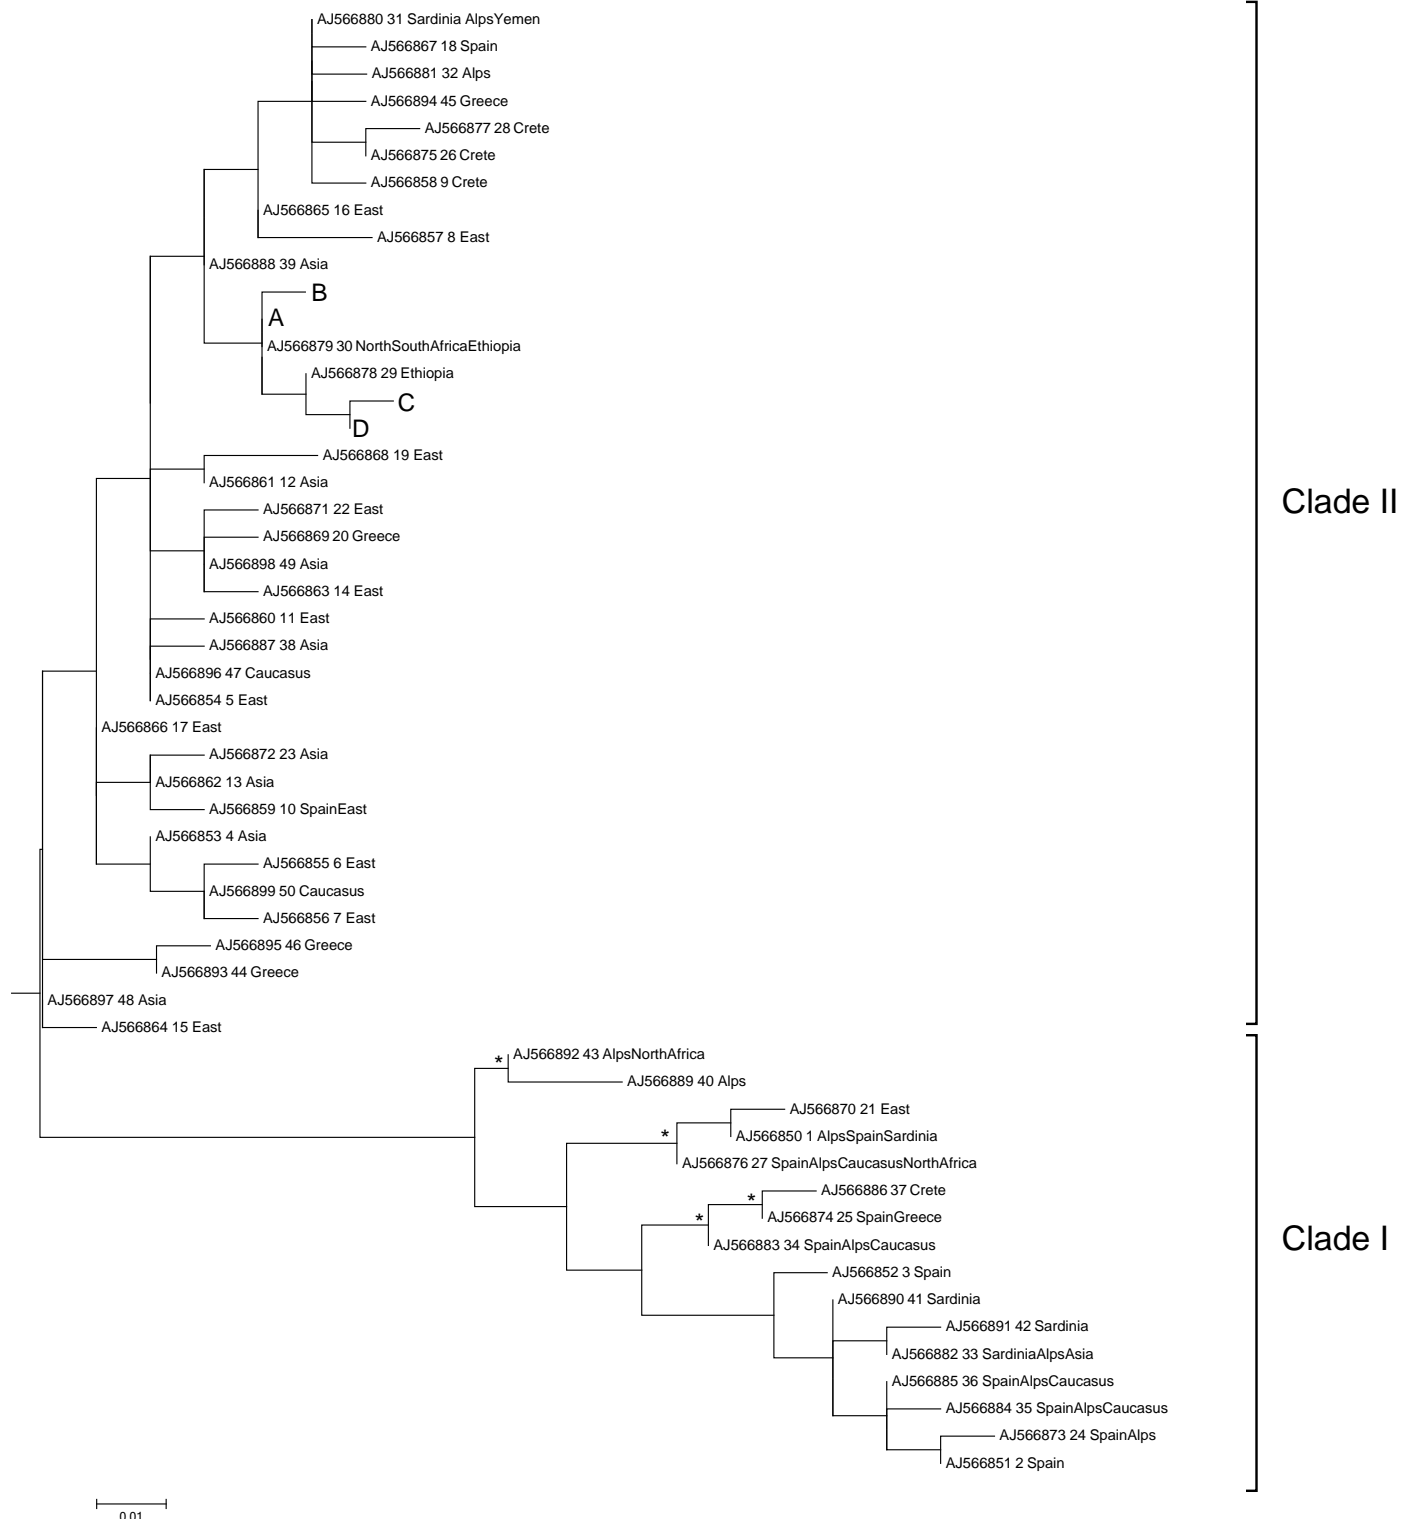 AJ566880 31 Sardinia AlpsYemen
AJ566867 18 Spain
AJ566881 32 Alps
AJ566894 45 Greece
AJ566877 28 Crete
AJ566875 26 Crete
AJ566858 9 Crete
AJ566865 16 East
AJ566857 8 East
AJ566888 39 Asia
B
A
AJ566879 30 NorthSouthAfricaEthiopia
AJ566878 29 Ethiopia
C
D
AJ566868 19 East
AJ566861 12 Asia
AJ566871 22 East
AJ566869 20 Greece
AJ566898 49 Asia
AJ566863 14 East
AJ566860 11 East
AJ566887 38 Asia
AJ566896 47 Caucasus
AJ566854 5 East
AJ566866 17 East
AJ566872 23 Asia
AJ566862 13 Asia
AJ566859 10 SpainEast
AJ566853 4 Asia
AJ566855 6 East
AJ566899 50 Caucasus
AJ566856 7 East
AJ566895 46 Greece
AJ566893 44 Greece
AJ566897 48 Asia
AJ566864 15 East
Clade II
* AJ566892 43 AlpsNorthAfrica
AJ566889 40 Alps
AJ566870 21 East
* AJ566850 1 AlpsSpainSardinia
AJ566876 27 SpainAlpsCaucasusNorthAfrica
* AJ566886 37 Crete
* AJ566874 25 SpainGreece
AJ566883 34 SpainAlpsCaucasus
AJ566852 3 Spain
AJ566890 41 Sardinia
AJ566891 42 Sardinia
AJ566882 33 SardiniaAlpsAsia
AJ566885 36 SpainAlpsCaucasus
AJ566884 35 SpainAlpsCaucasus
AJ566873 24 SpainAlps
AJ566851 2 Spain
Clade I
0.01